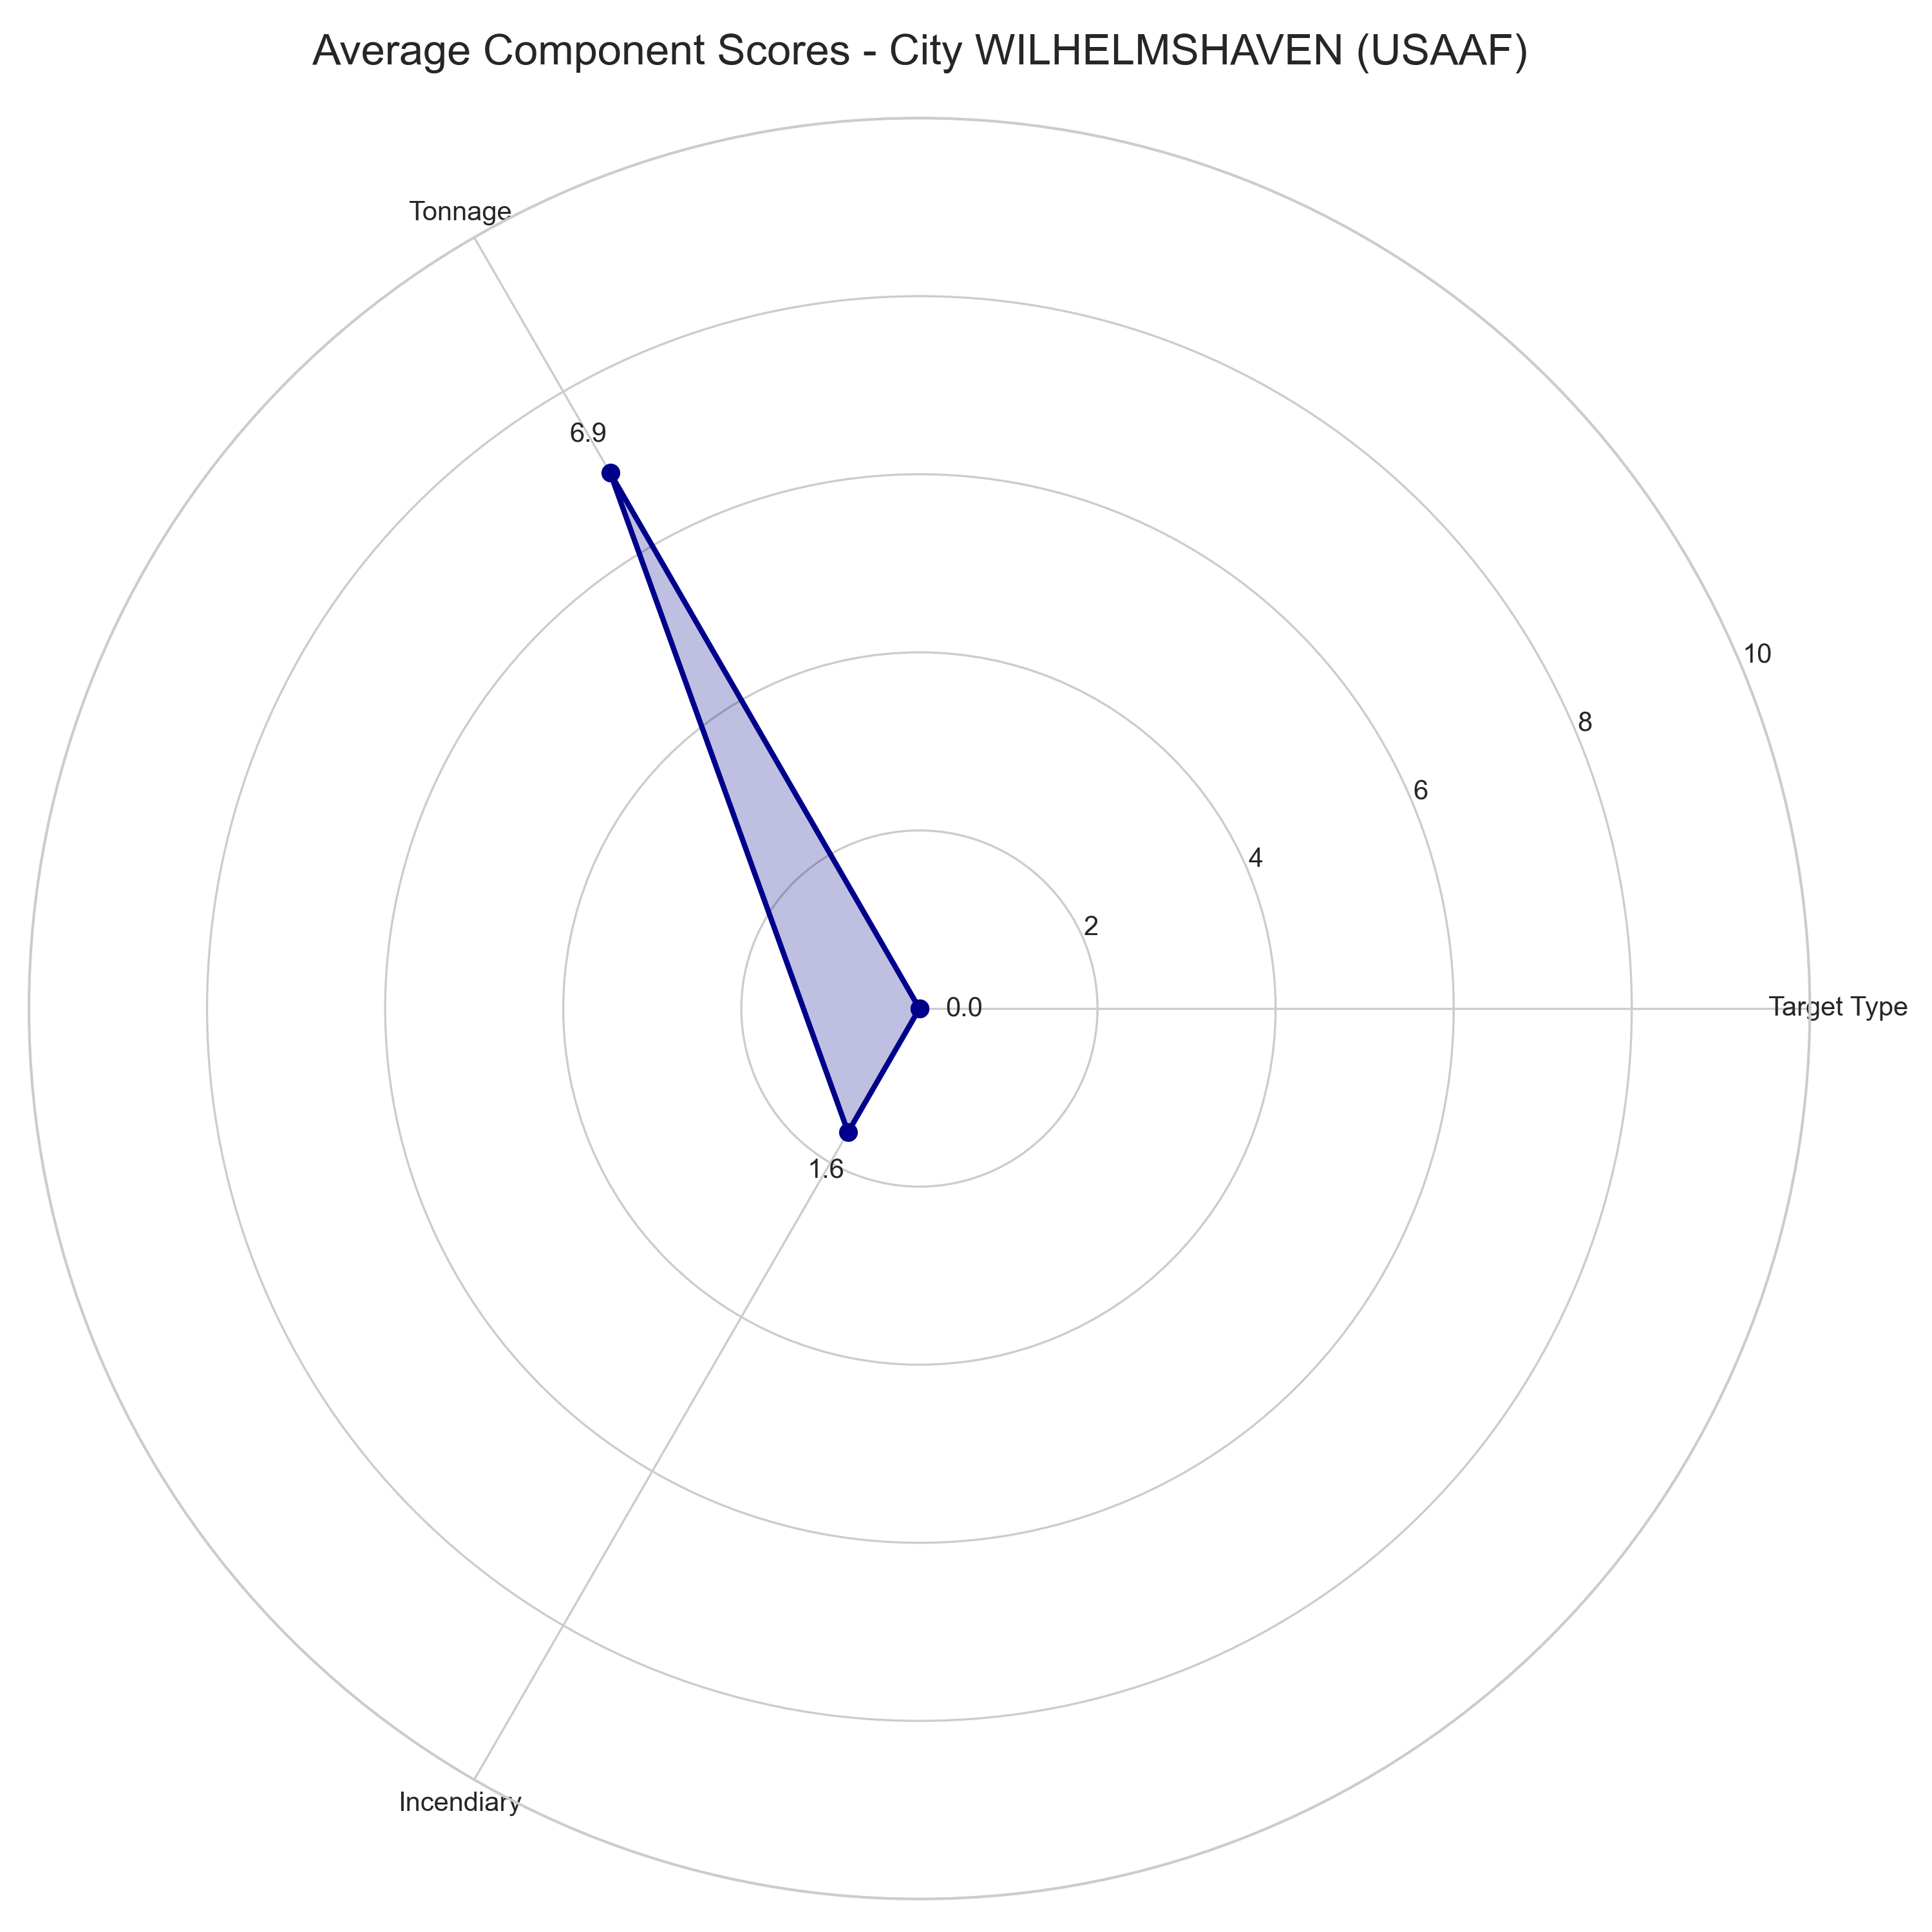 Average Component Scores - City WILHELMSHAVEN (USAAF)
Tonnage
6.9
10
8
6
4
2
0.0
Target Type
1.6
Incendiary